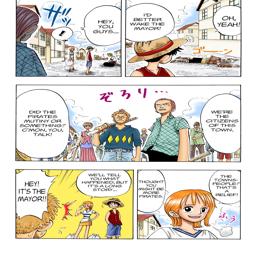 OH,
YEAH!
I'D
BETTER
WAKE THE
MAYOR!
HEY,
YOU
GUYS...
ザッ
!
ぞろり…
WE'RE
THE
CITIZENS
OF THIS
TOWN.
DID THE
PIRATES
MUTINY OR
SOMETHING?
C'MON, YOU,
TALK!
THE
TOWNS-
PEOPLE!
THAT'S
A
RELIEF!
I
THOUGHT
YOU
MIGHT BE
MORE
PIRATES.
WE'LL TELL
YOU WHAT
HAPPENED, BUT
IT'S A LONG
STORY...
HEY!
IT'S THE
MAYOR!!